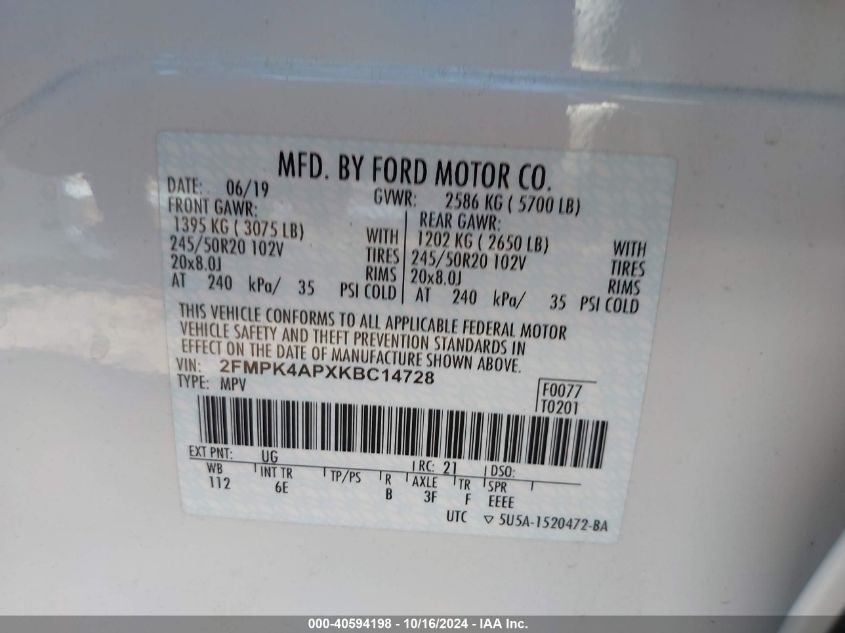 MFD. BY FORD MOTOR CO.
DATE: 06/19 GVWR: 2586 KG ( 5700 LB)
FRONT GAWR: REAR GAWR:
1395 KG ( 3075 LB) WITH 1202 KG ( 2650 LB) WITH
245/50R20 102V TIRES 245/50R20 102V TIRES
20x8.0J RIMS 20x8.0J RIMS
AT 240 kPa/ 35 PSI COLD AT 240 kPa/ 35 PSI COLD
THIS VEHICLE CONFORMS TO ALL APPLICABLE FEDERAL MOTOR
VEHICLE SAFETY AND THEFT PREVENTION STANDARDS IN
EFFECT ON THE DATE OF MANUFACTURE SHOWN ABOVE.
VIN: 2FMPK4APXKBC14728
TYPE: MPV F0077
T0201
EXT PNT: UG RC: 21 DSO:
WB INT TR TP/PS R AXLE TR SPR
112 6E B 3F F EEEE
UTC ▽ 5U5A-1520472-BA
000-40594198 - 10/16/2024 - IAA Inc.